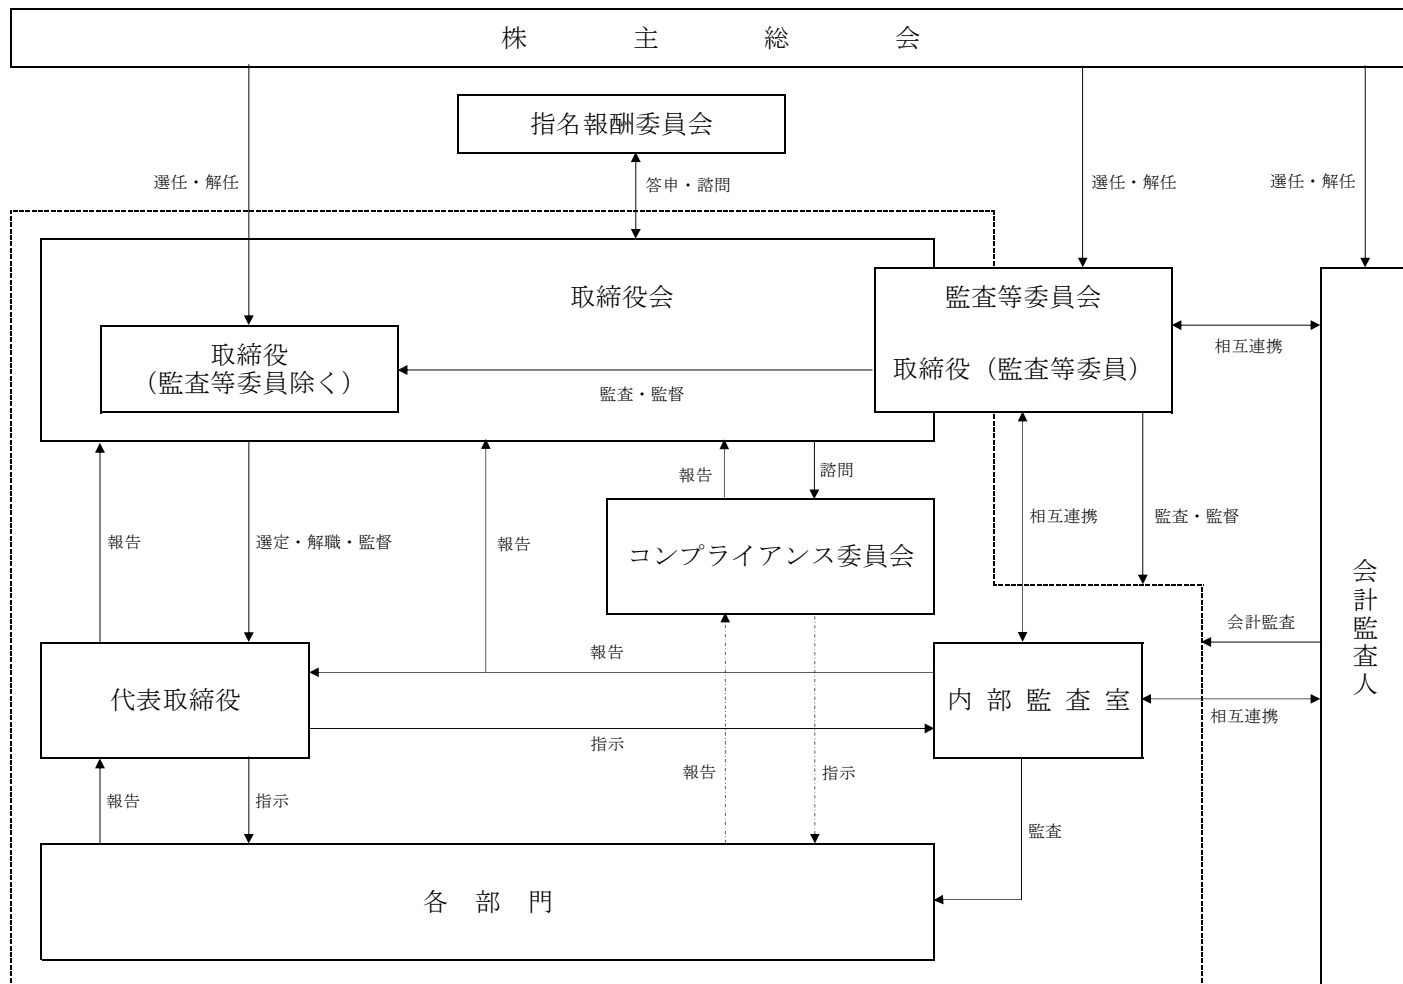 株主総会
指名報酬委員会
選任・解任
答申・諮問
選任・解任
選任・解任
取締役会
監査等委員会
取締役
(監査等委員除く)
取締役(監査等委員)
相互連携
監査・監督
報告
諮問
報告
選定・解職・監督
報告
コンプライアンス委員会
相互連携
監査・監督
会計監査人
会計監査
報告
代表取締役
内部監査室
相互連携
指示
報告
指示
報告
指示
監査
各部門